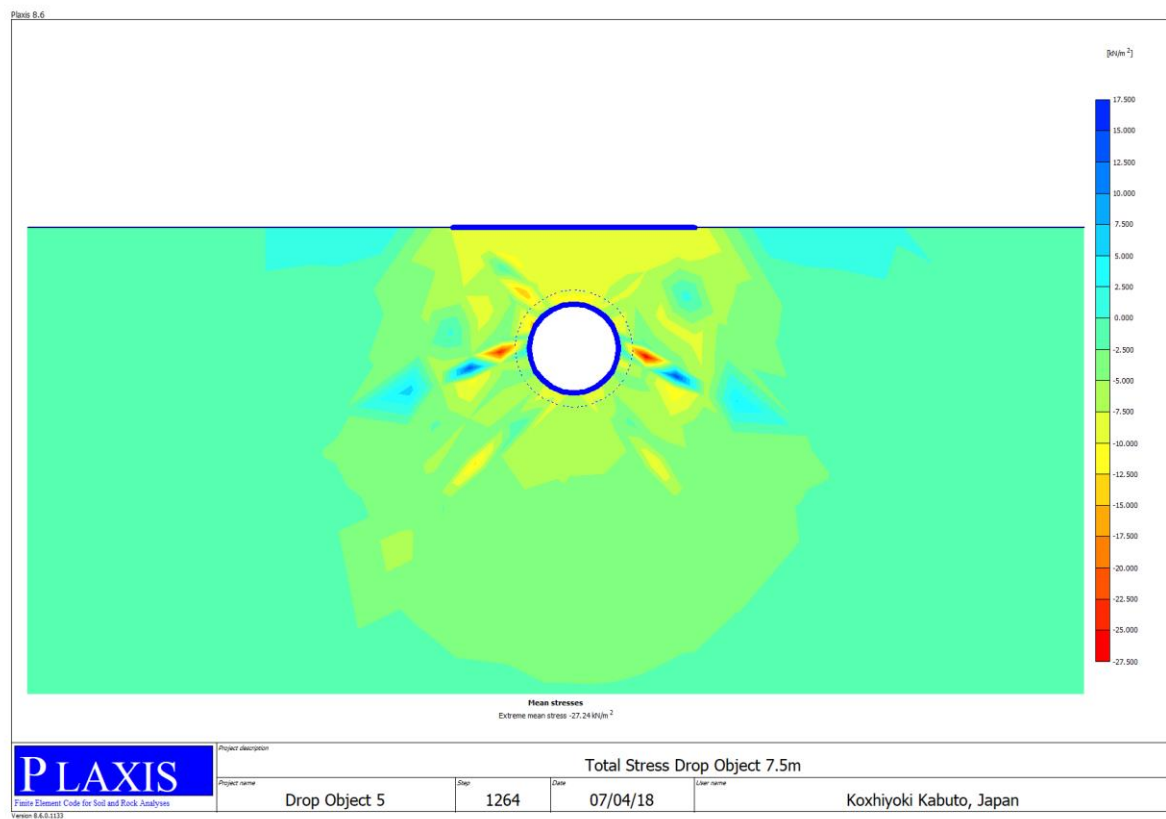 Plaxis 8.6
[kN/m 2]
17.500
15.000
12.500
10.000
7.500
5.000
2.500
0.000
-2.500
-5.000
-7.500
-10.000
-12.500
-15.000
-17.500
-20.000
-22.500
-25.000
-27.500
Mean stresses
Extreme mean stress -27.24 kN/m 2
PLAXIS
Finite Element Code for Soil and Rock Analyses
Version 8.6.0.1133
Project description
Total Stress Drop Object 7.5m
Project name
Drop Object 5
Step
1264
Date
07/04/18
User name
Koxhiyoki Kabuto, Japan